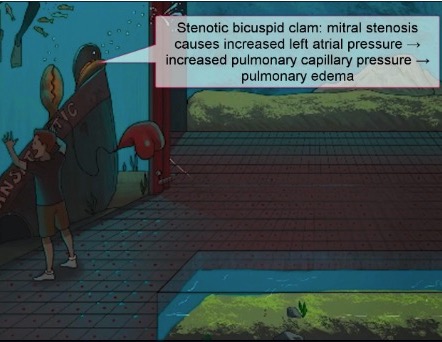 Stenotic bicuspid clam: mitral stenosis
causes increased left atrial pressure →
increased pulmonary capillary pressure →
pulmonary edema